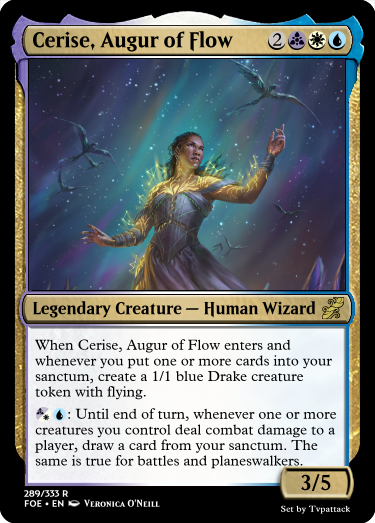 Cerise, Augur of Flow 2
Legendary Creature — Human Wizard
When Cerise, Augur of Flow enters and
whenever you put one or more cards into your
sanctum, create a 1/1 blue Drake creature
token with flying.
: Until end of turn, whenever one or more
creatures you control deal combat damage to a
player, draw a card from your sanctum. The
same is true for battles and planeswalkers.
3/5
289/333 R
FOE • EN Veronica O'Neill
Set by Tvpattack